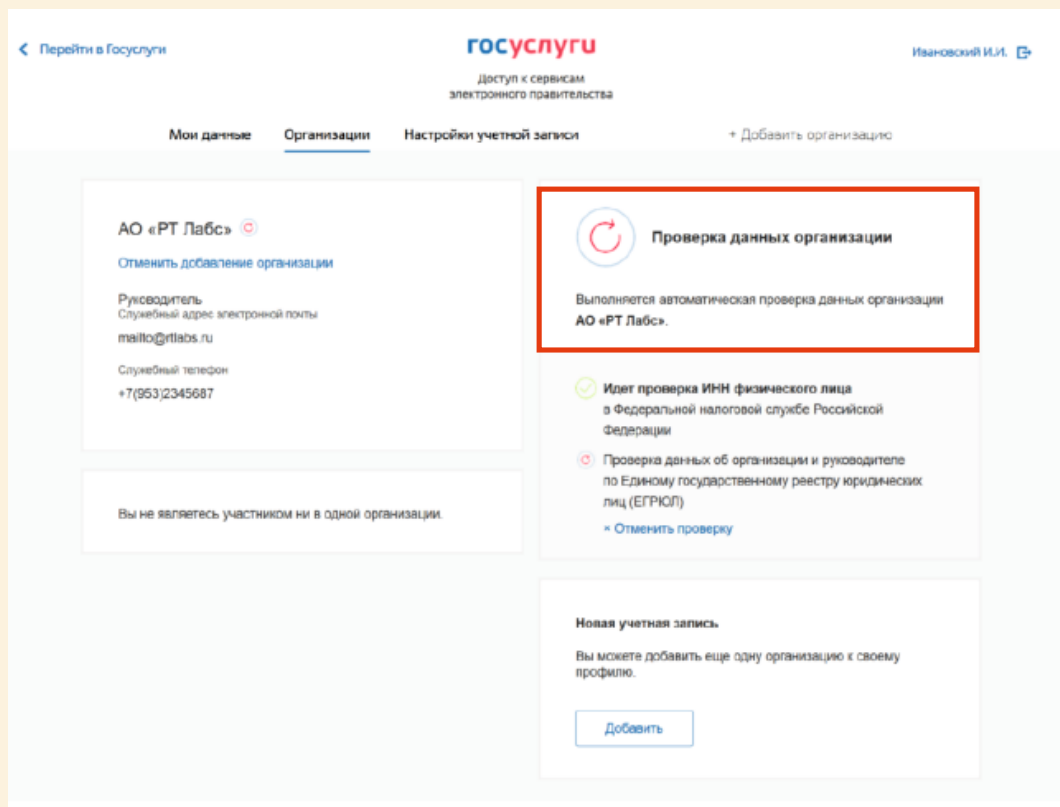 Перейти в Госуслуги
госуслуги
Ивановский И.И.
Доступ к сервисам
электронного правительства
Мои данные
Организации
Настройки учетной записи
+ Добавить организацию
АО «РТ Лабс»
Отменить добавление организации
Руководитель
Служебный адрес электронной почты
mailto@rtlabs.ru
Служебный телефон
+7(953)2345687
Вы не являетесь участником ни в одной организации.
Проверка данных организации
Выполняется автоматическая проверка данных организации
АО «РТ Лабс».
Идет проверка ИНН физического лица
в Федеральной налоговой службе Российской
Федерации
Проверка данных об организации и руководителе
по Единому государственному реестру юридических
лиц (ЕГРЮЛ)
× Отменить проверку
Новая учетная запись
Вы можете добавить еще одну организацию к своему
профилю.
Добавить